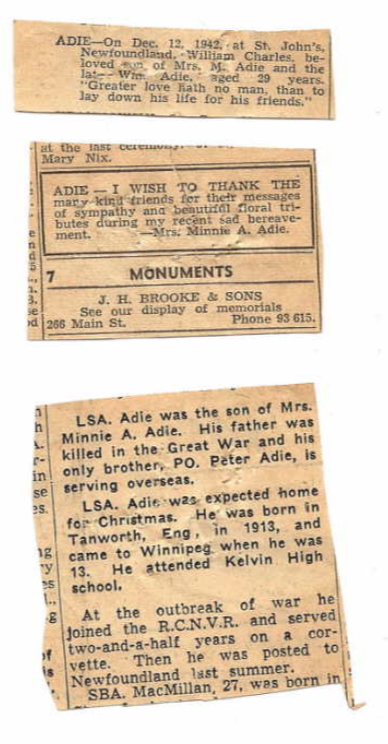 ADIE—On Dec. 12, 1942, at St. John's,
Newfoundland, William Charles, be-
loved son of Mrs. M. Adie and the
late Wm. Adie, aged 29 years.
"Greater love hath no man, than to
lay down his life for his friends."
at the last ceremony.
Mary Nix.
ADIE — I WISH TO THANK THE
many kind friends for their messages
of sympathy and beautiful floral tri-
butes during my recent sad bereave-
ment. —Mrs. Minnie A. Adie.
7 MONUMENTS
J. H. BROOKE & SONS
See our display of memorials
266 Main St. Phone 93 615.
LSA. Adie was the son of Mrs.
Minnie A. Adie. His father was
killed in the Great War and his
only brother, PO. Peter Adie, is
serving overseas.
LSA. Adie was expected home
for Christmas. He was born in
Tanworth, Eng., in 1913, and
came to Winnipeg when he was
13. He attended Kelvin High
school.
At the outbreak of war he
joined the R.C.N.V.R. and served
two-and-a-half years on a cor-
vette. Then he was posted to
Newfoundland last summer.
SBA. MacMillan, 27, was born in